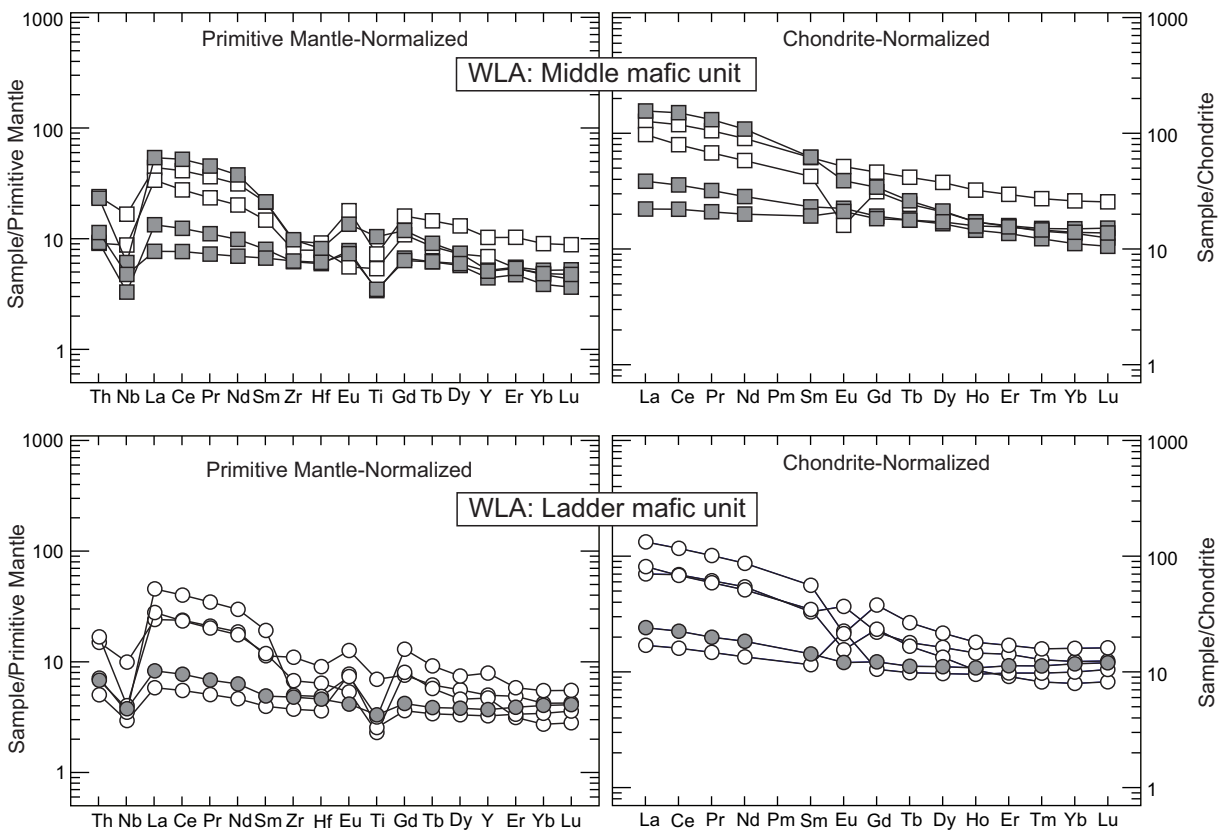 1000
100
10
1
Sample/Primitive Mantle
Primitive Mantle-Normalized
Th Nb La Ce Pr Nd Sm Zr Hf Eu Ti Gd Tb Dy Y Er Yb Lu
WLA: Middle mafic unit
Chondrite-Normalized
1000
100
10
1
Sample/Chondrite
La Ce Pr Nd Pm Sm Eu Gd Tb Dy Ho Er Tm Yb Lu
1000
100
10
1
Sample/Primitive Mantle
Primitive Mantle-Normalized
Th Nb La Ce Pr Nd Sm Zr Hf Eu Ti Gd Tb Dy Y Er Yb Lu
WLA: Ladder mafic unit
Chondrite-Normalized
1000
100
10
1
Sample/Chondrite
La Ce Pr Nd Pm Sm Eu Gd Tb Dy Ho Er Tm Yb Lu